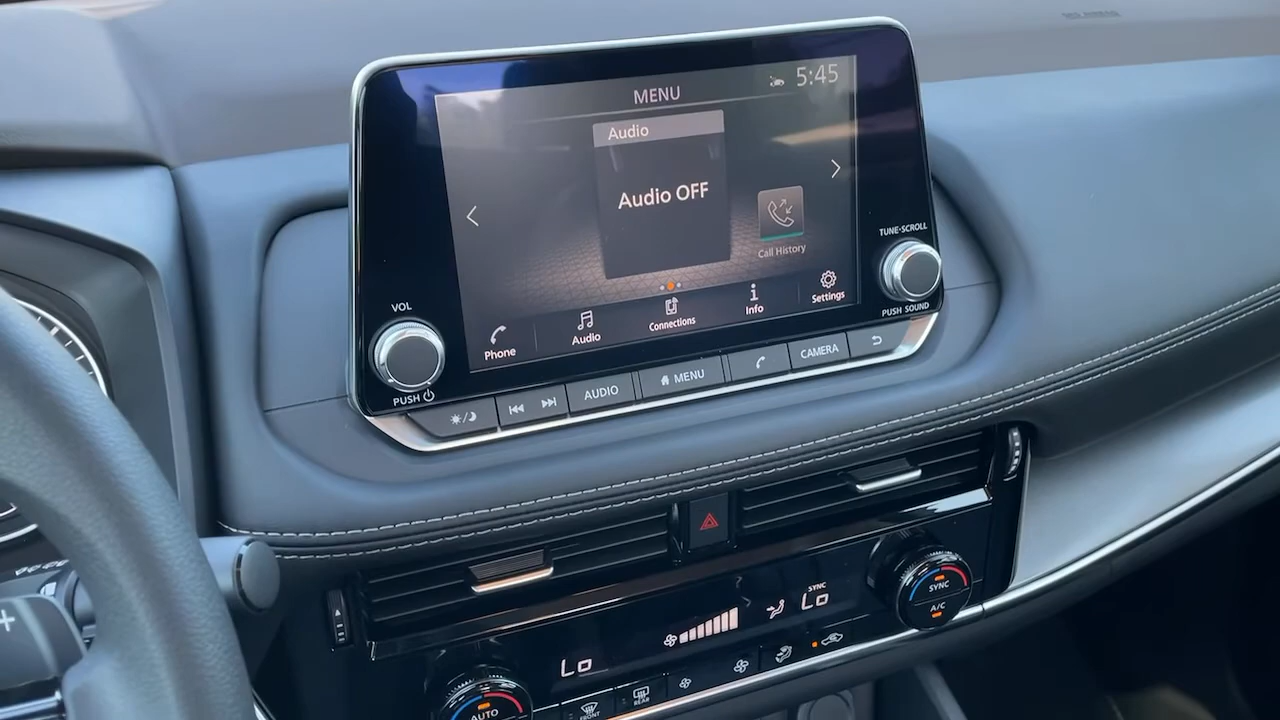 MENU
5:45
Audio
Audio OFF
Call History
Phone
Audio
Connections
Info
Settings
VOL
PUSH
TUNE·SCROLL
PUSH SOUND
AUDIO
MENU
CAMERA
SYNC
Lo
Lo
SYNC
A/C
AUTO
FRONT
REAR
+